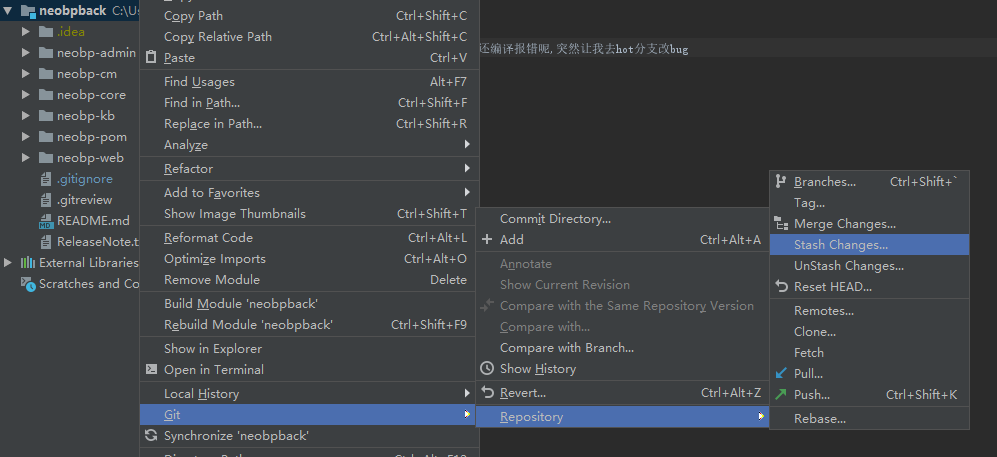 neobpback C:\Us
.idea
neobp-admin
neobp-cm
neobp-core
neobp-kb
neobp-pom
neobp-web
.gitignore
.gitreview
README.md
ReleaseNote.t
External Libraries
Scratches and Co
还编译报错呢,突然让我去hot分支改bug
Copy Path Ctrl+Shift+C
Copy Relative Path Ctrl+Alt+Shift+C
Paste Ctrl+V
Find Usages Alt+F7
Find in Path... Ctrl+Shift+F
Replace in Path... Ctrl+Shift+R
Analyze
Refactor
Add to Favorites
Show Image Thumbnails Ctrl+Shift+T
Reformat Code Ctrl+Alt+L
Optimize Imports Ctrl+Alt+O
Remove Module Delete
Build Module 'neobpback'
Rebuild Module 'neobpback' Ctrl+Shift+F9
Show in Explorer
Open in Terminal
Local History
Git
Synchronize 'neobpback'
Commit Directory...
Add Ctrl+Alt+A
Annotate
Show Current Revision
Compare with the Same Repository Version
Compare with...
Compare with Branch...
Show History
Revert... Ctrl+Alt+Z
Repository
Branches... Ctrl+Shift+`
Tag...
Merge Changes...
Stash Changes...
UnStash Changes...
Reset HEAD...
Remotes...
Clone...
Fetch
Pull...
Push... Ctrl+Shift+K
Rebase...